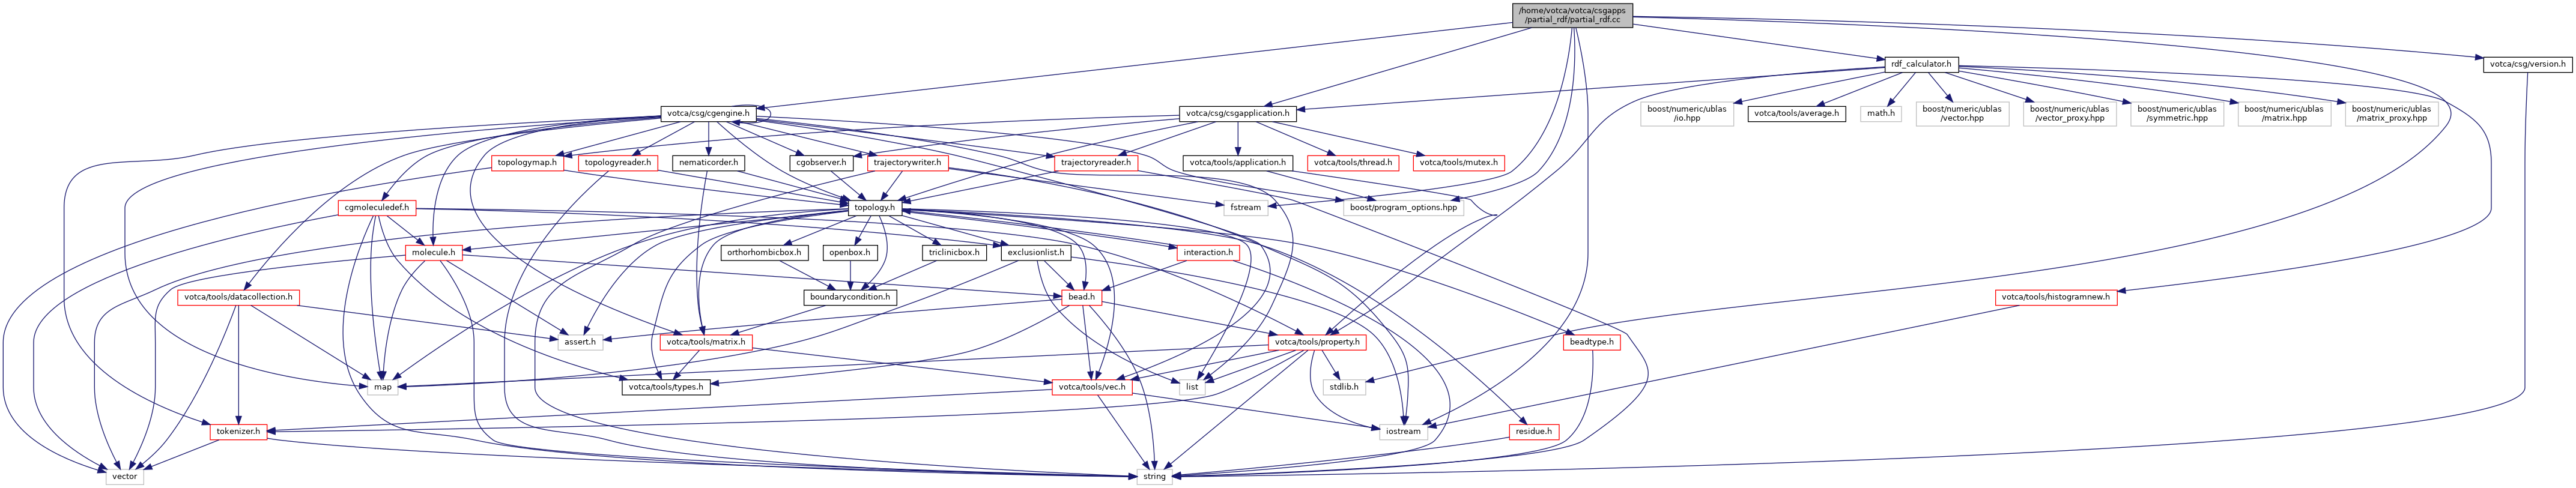 /home/votca/votca/csgapps
/partial_rdf/partial_rdf.cc
rdf_calculator.h
votca/csg/version.h
votca/csg/cgengine.h
votca/csg/csgapplication.h
boost/numeric/ublas
/io.hpp
votca/tools/average.h
math.h
boost/numeric/ublas
/vector.hpp
boost/numeric/ublas
/vector_proxy.hpp
boost/numeric/ublas
/symmetric.hpp
boost/numeric/ublas
/matrix.hpp
boost/numeric/ublas
/matrix_proxy.hpp
topologymap.h
topologyreader.h
nematicorder.h
cgobserver.h
trajectorywriter.h
trajectoryreader.h
votca/tools/application.h
votca/tools/thread.h
votca/tools/mutex.h
cgmoleculedef.h
topology.h
fstream
boost/program_options.hpp
molecule.h
orthorhombicbox.h
openbox.h
triclinicbox.h
exclusionlist.h
interaction.h
votca/tools/datacollection.h
boundarycondition.h
bead.h
votca/tools/histogramnew.h
assert.h
votca/tools/matrix.h
votca/tools/property.h
beadtype.h
map
votca/tools/types.h
votca/tools/vec.h
list
stdlib.h
tokenizer.h
iostream
residue.h
vector
string